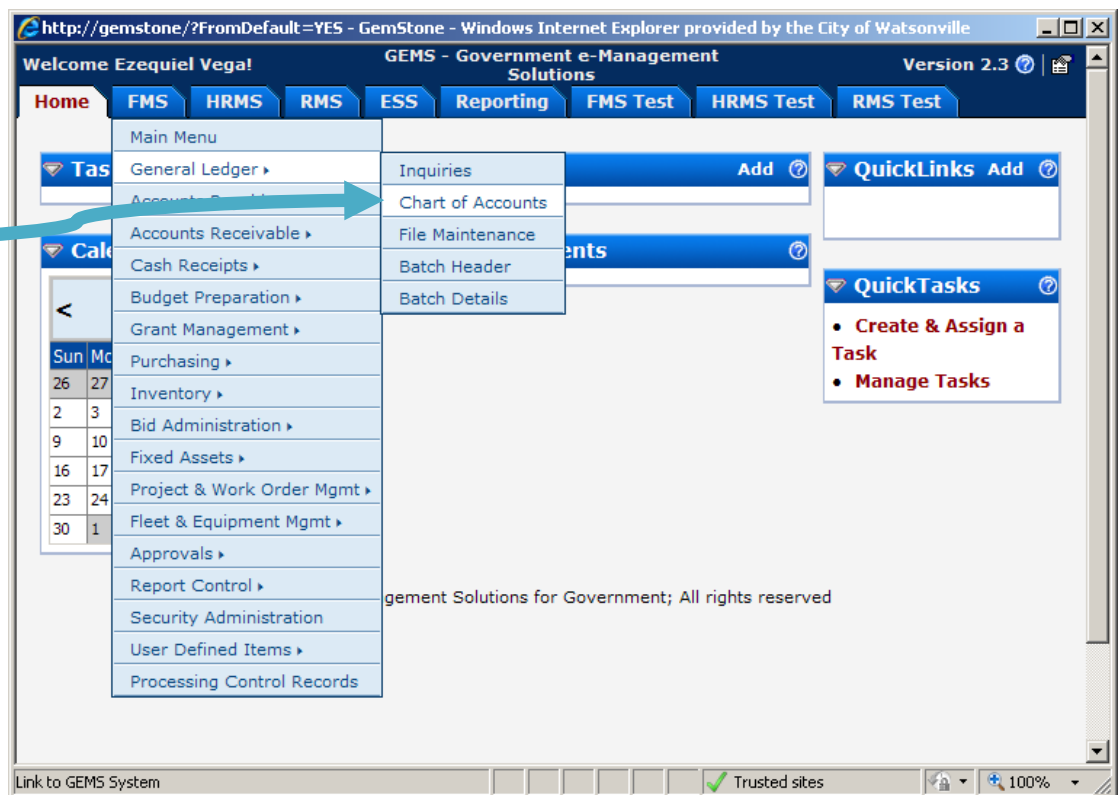 http://gemstone/?FromDefault=YES - GemStone - Windows Internet Explorer provided by the City of Watsonville
Welcome Ezequiel Vega!
GEMS - Government e-Management
Solutions
Version 2.3
Home FMS HRMS RMS ESS Reporting FMS Test HRMS Test RMS Test
Main Menu
General Ledger
Accounts Receivable
Cash Receipts
Budget Preparation
Grant Management
Purchasing
Inventory
Bid Administration
Fixed Assets
Project & Work Order Mgmt
Fleet & Equipment Mgmt
Approvals
Report Control
Security Administration
User Defined Items
Processing Control Records
Inquiries
Chart of Accounts
File Maintenance
Batch Header
Batch Details
Tas
Add
QuickLinks Add
Cale
ents
QuickTasks
• Create & Assign a
Task
• Manage Tasks
<
Sun Mo
26 27
2 3
9 10
16 17
23 24
30 1
gement Solutions for Government; All rights reserved
Link to GEMS System
Trusted sites
100%